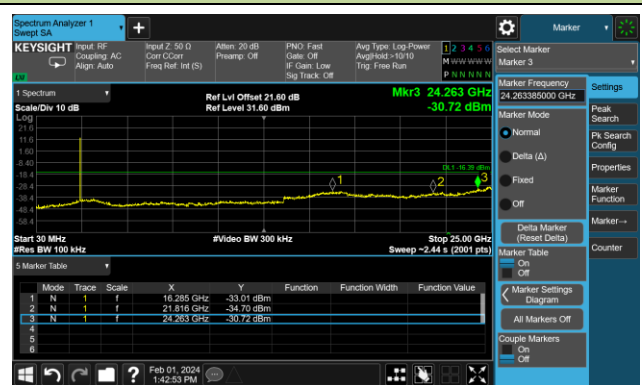 Spectrum Analyzer 1
Swept SA
Marker
KEYSIGHT Input: RF Input Z: 50 Ω Atten: 20 dB PNO: Fast Avg Type: Log-Power 1 2 3 4 5 6
Coupling: AC Corr CCorr Preamp: Off Gate: Off Avg|Hold:>10/10 M W W W W W
Align: Auto Freq Ref: Int (S) IF Gain: Low Trig: Free Run P N N N N N
Sig Track: Off
LW
Select Marker
Marker 3
1 Spectrum
Scale/Div 10 dB
Ref Lvl Offset 21.60 dB
Ref Level 31.60 dBm
Mkr3 24.263 GHz
-30.72 dBm
Log
21.6
11.6
1.60
-8.40
-18.4
-28.4
-38.4
-48.4
-58.4
DL1 -16.39 dBm
1
2
3
Start 30 MHz #Video BW 300 kHz Stop 25.00 GHz
#Res BW 100 kHz Sweep ~2.44 s (2001 pts)
5 Marker Table
Mode Trace Scale X Y Function Function Width Function Value
1 N 1 f 16.285 GHz -33.01 dBm
2 N 1 f 21.816 GHz -34.70 dBm
3 N 1 f 24.263 GHz -30.72 dBm
4
5
6
Marker Frequency
24.263385000 GHz
Marker Mode
Normal
Delta (Δ)
Fixed
Off
Delta Marker
(Reset Delta)
Marker Table
On
Off
Marker Settings
Diagram
All Markers Off
Couple Markers
On
Off
Settings
Peak
Search
Pk Search
Config
Properties
Marker
Function
Marker→
Counter
?
Feb 01, 2024
1:42:53 PM